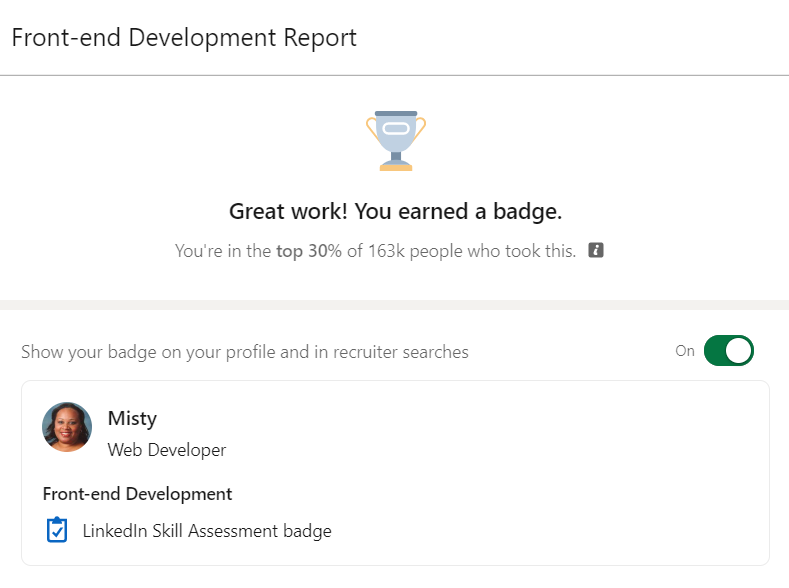 Front-end Development Report
Great work! You earned a badge.
You're in the top 30% of 163k people who took this.
Show your badge on your profile and in recruiter searches
On
Misty
Web Developer
Front-end Development
LinkedIn Skill Assessment badge